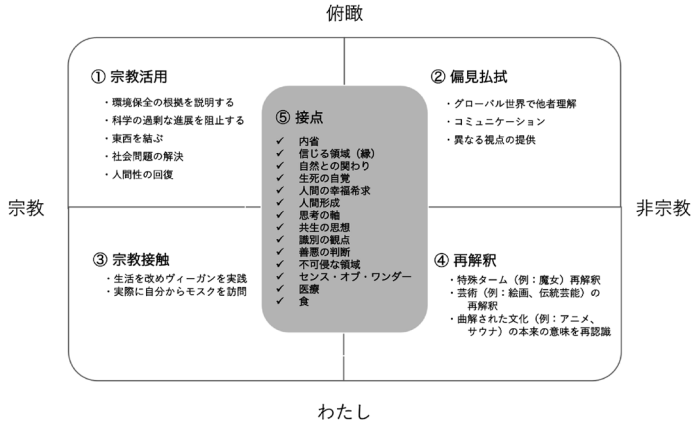 俯瞰
① 宗教活用
・環境保全の根拠を説明する
・科学の過剰な進展を阻止する
・東西を結ぶ
・社会問題の解決
・人間性の回復
② 偏見払拭
・グローバル世界で他者理解
・コミュニケーション
・異なる視点の提供
⑤ 接点
✓ 内省
✓ 信じる領域（縁）
✓ 自然との関わり
✓ 生死の自覚
✓ 人間の幸福希求
✓ 人間形成
✓ 思考の軸
✓ 共生の思想
✓ 識別の観点
✓ 善悪の判断
✓ 不可侵な領域
✓ センス・オブ・ワンダー
✓ 医療
✓ 食
宗教
非宗教
③ 宗教接触
・生活を改めヴィーガンを実践
・実際に自分からモスクを訪問
④ 再解釈
・特殊ターム（例：魔女）再解釈
・芸術（例：絵画、伝統芸能）の
再解釈
・曲解された文化（例：アニメ、
サウナ）の本来の意味を再認識
わたし